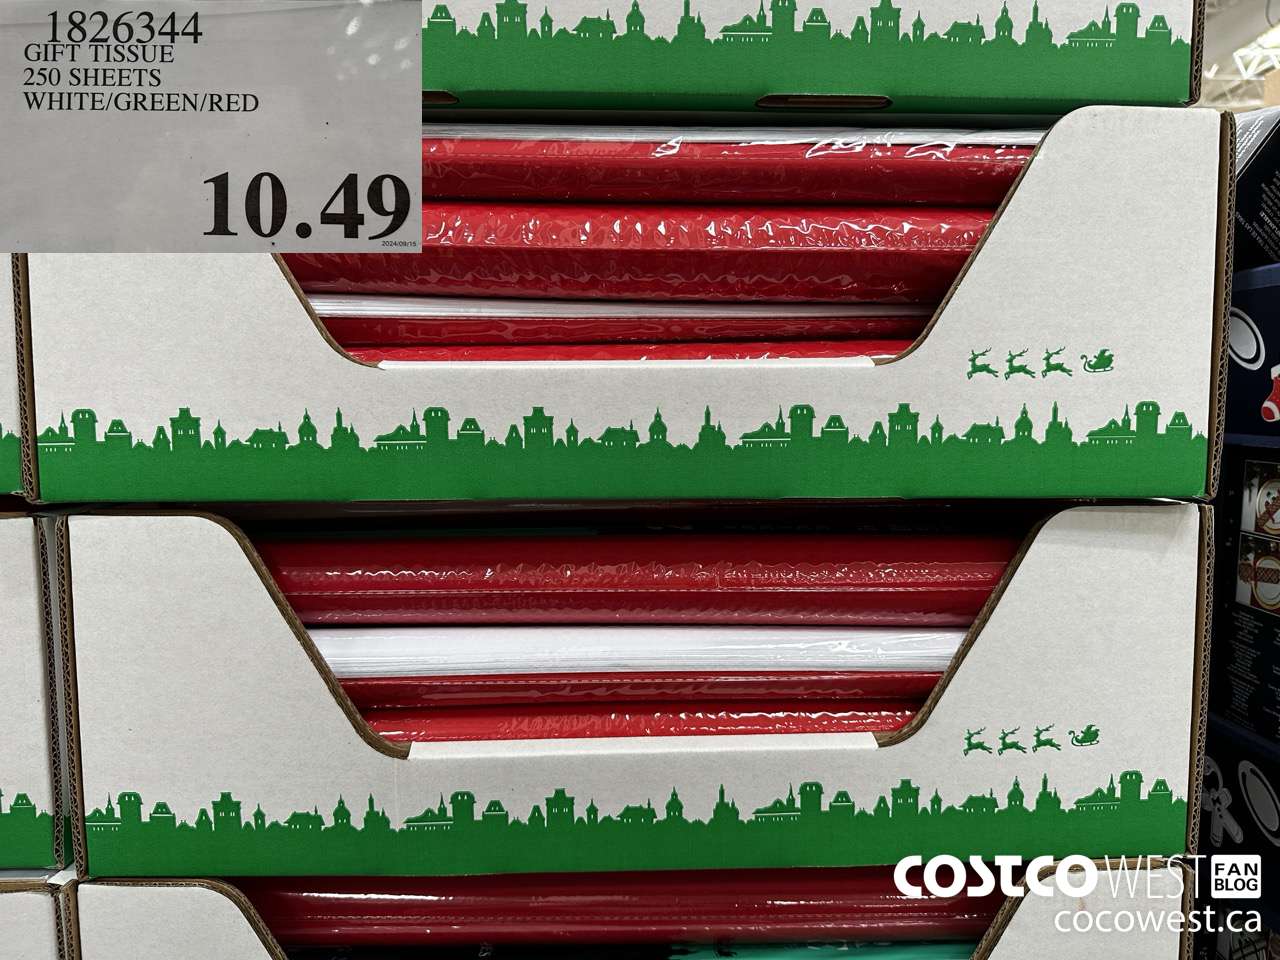 1826344
GIFT TISSUE
250 SHEETS
WHITE/GREEN/RED
10.49
2024/09/15
COSTCO WEST FAN BLOG
cocowest.ca